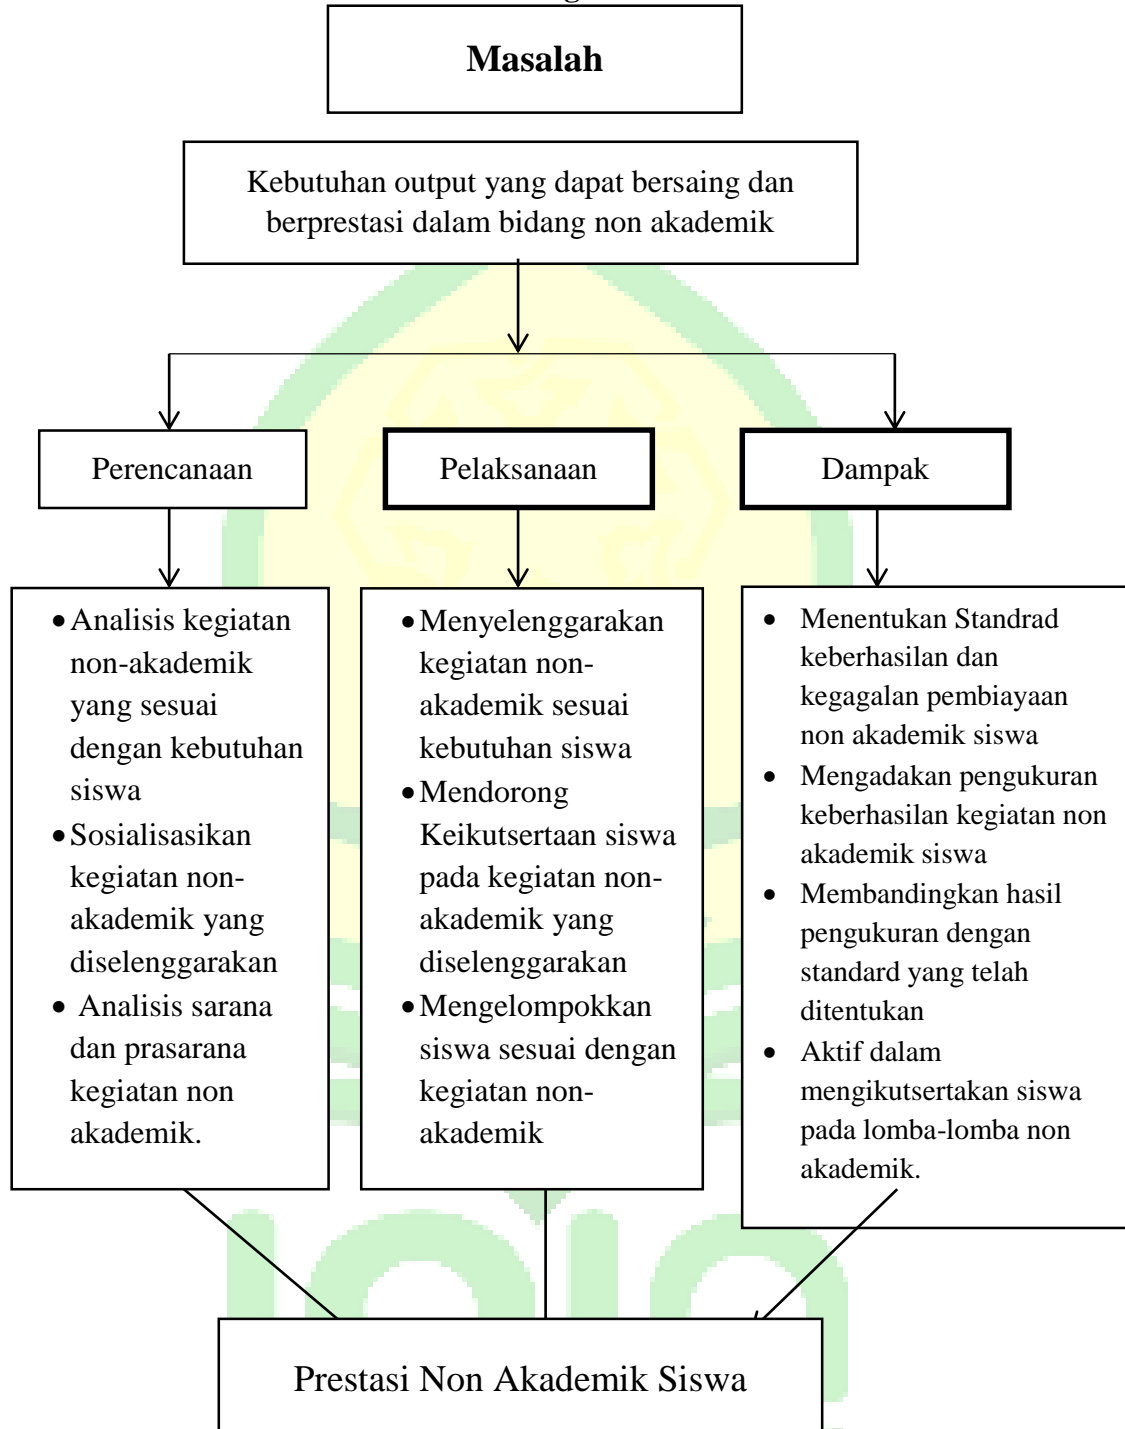 Masalah
Kebutuhan output yang dapat bersaing dan
berprestasi dalam bidang non akademik
Perencanaan
Pelaksanaan
Dampak
•Analisis kegiatan
non-akademik
yang sesuai
dengan kebutuhan
siswa
•Sosialisasikan
kegiatan non-
akademik yang
diselenggarakan
• Analisis sarana
dan prasarana
kegiatan non
akademik.
•Menyelenggarakan
kegiatan non-
akademik sesuai
kebutuhan siswa
•Mendorong
Keikutsertaan siswa
pada kegiatan non-
akademik yang
diselenggarakan
•Mengelompokkan
siswa sesuai dengan
kegiatan non-
akademik
• Menentukan Standrad
keberhasilan dan
kegagalan pembiayaan
non akademik siswa
• Mengadakan pengukuran
keberhasilan kegiatan non
akademik siswa
• Membandingkan hasil
pengukuran dengan
standard yang telah
ditentukan
• Aktif dalam
mengikutsertakan siswa
pada lomba-lomba non
akademik.
Prestasi Non Akademik Siswa